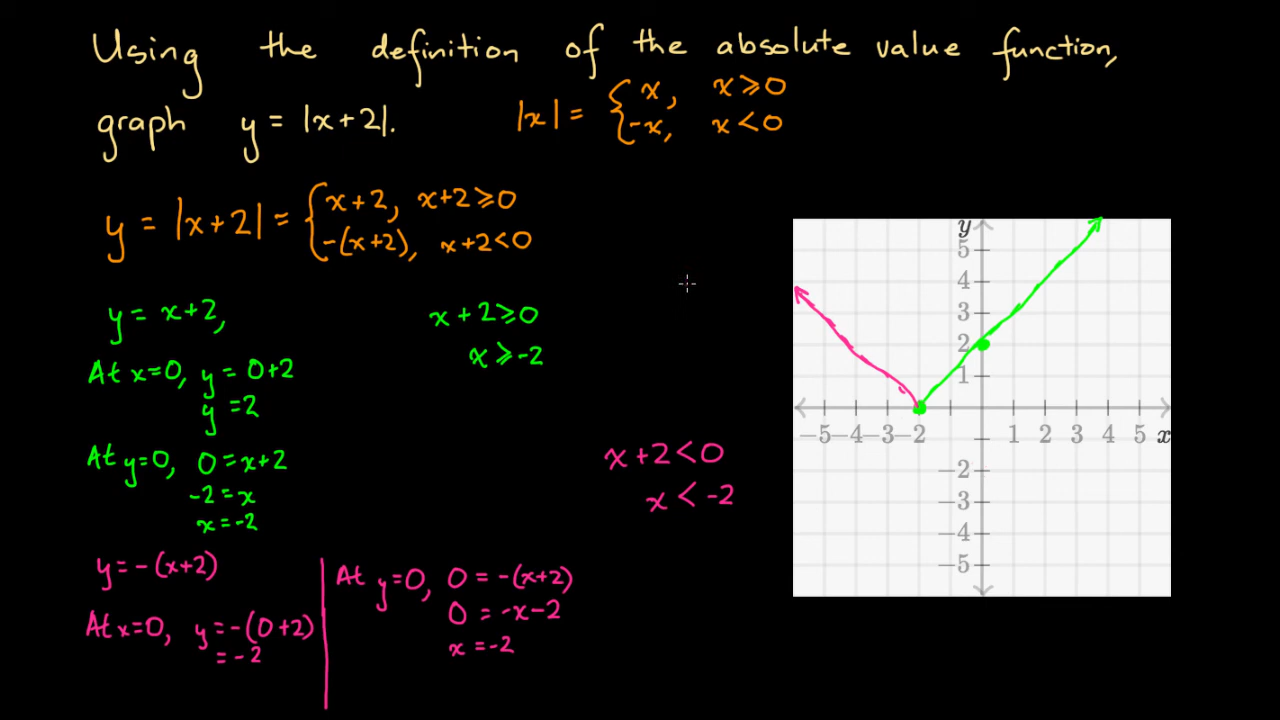 Using the definition of the absolute value function,
graph y = |x+2|.
|x| = { x, x⩾0
-x, x<0
y = |x+2| = { x+2, x+2⩾0
-(x+2), x+2<0
y = x+2,
x+2⩾0
x⩾-2
At x=0, y = 0+2
y =2
At y=0, 0=x+2
-2=x
x=-2
x+2<0
x < -2
y=-(x+2)
At x=0, y=-(0+2)
=-2
At y=0, 0 = -(x+2)
0 = -x-2
x =-2
y
5
4
3
2
1
-5 -4 -3 -2 1 2 3 4 5 x
-2
-3
-4
-5